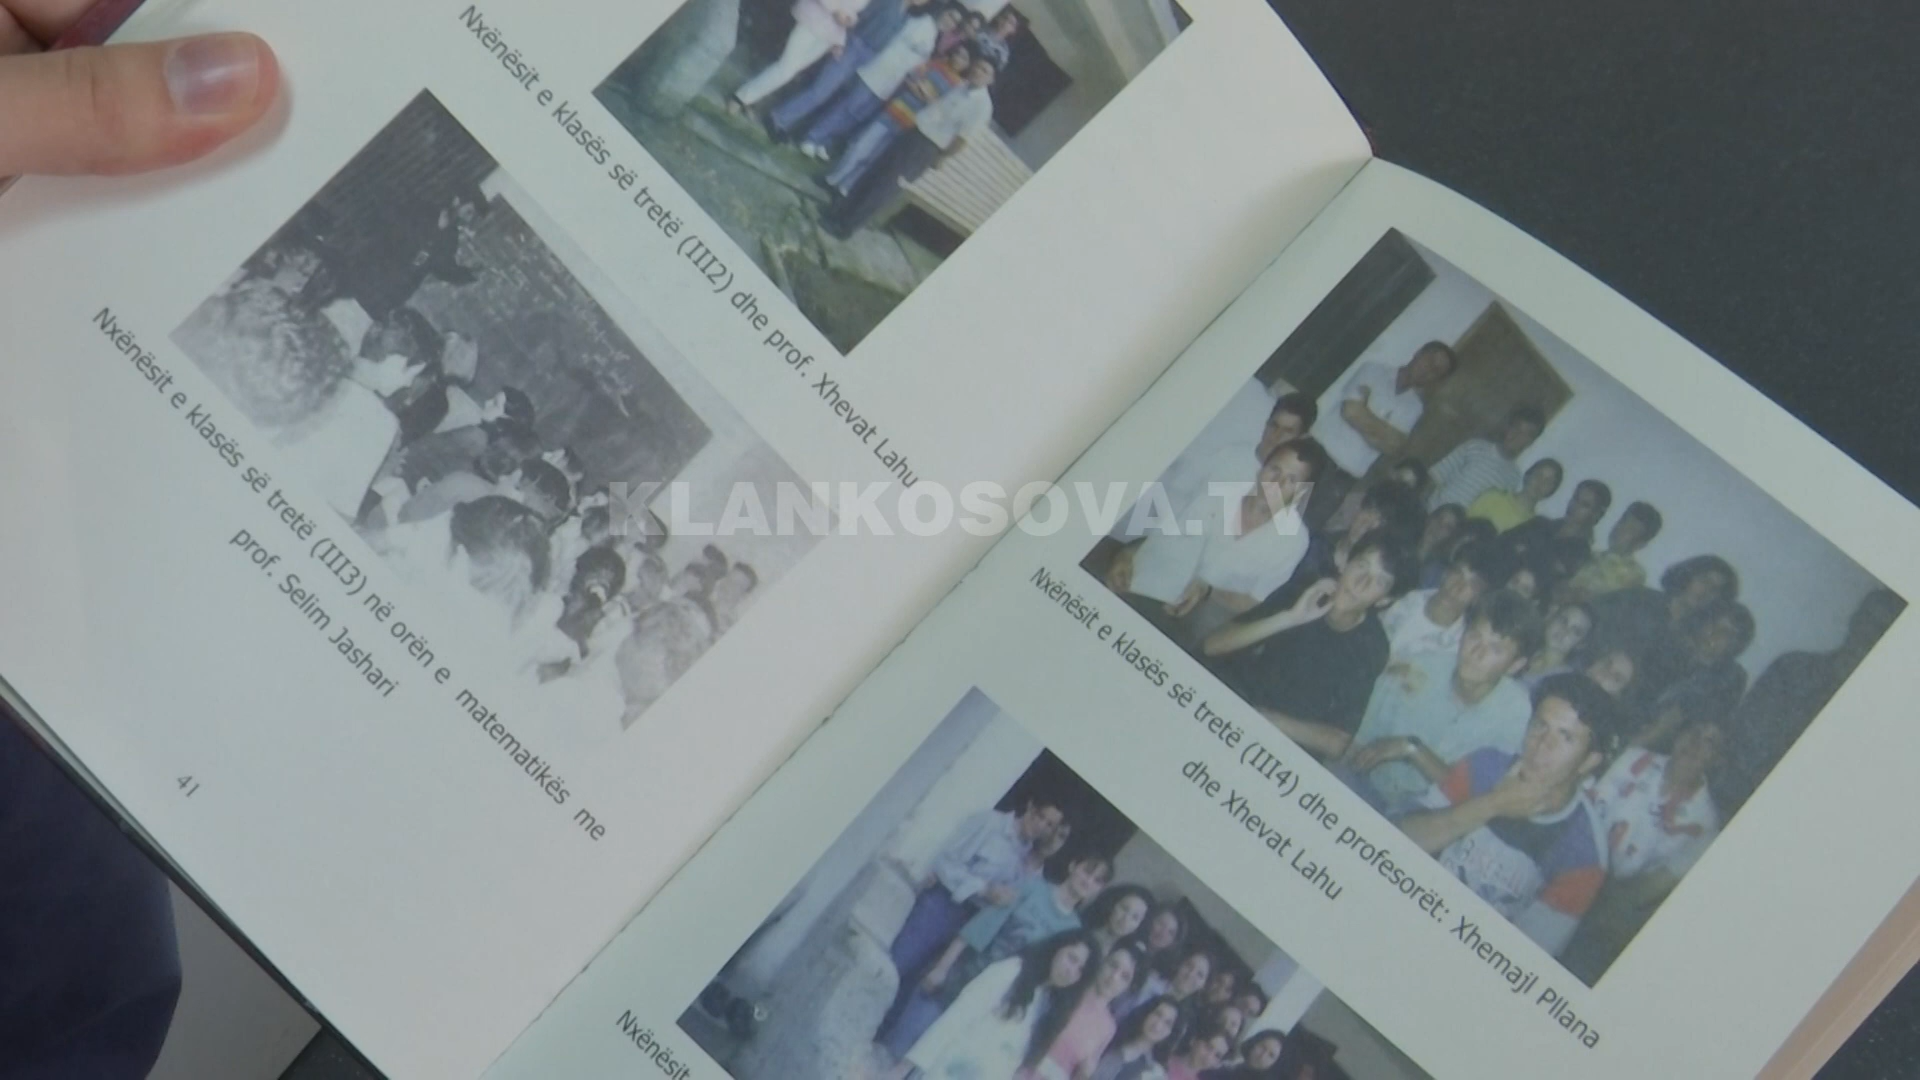 Nxënësit e klasës së tretë (III2) dhe prof. Xhevat Lahu
Nxënësit e klasës së tretë (III3) në orën e matematikës me
prof. Selim Jashari
41
KLANKOSOVA.TV
Nxënësit e klasës së tretë (III4) dhe profesorët: Xhemajl Pllana
dhe Xhevat Lahu
Nxënësit